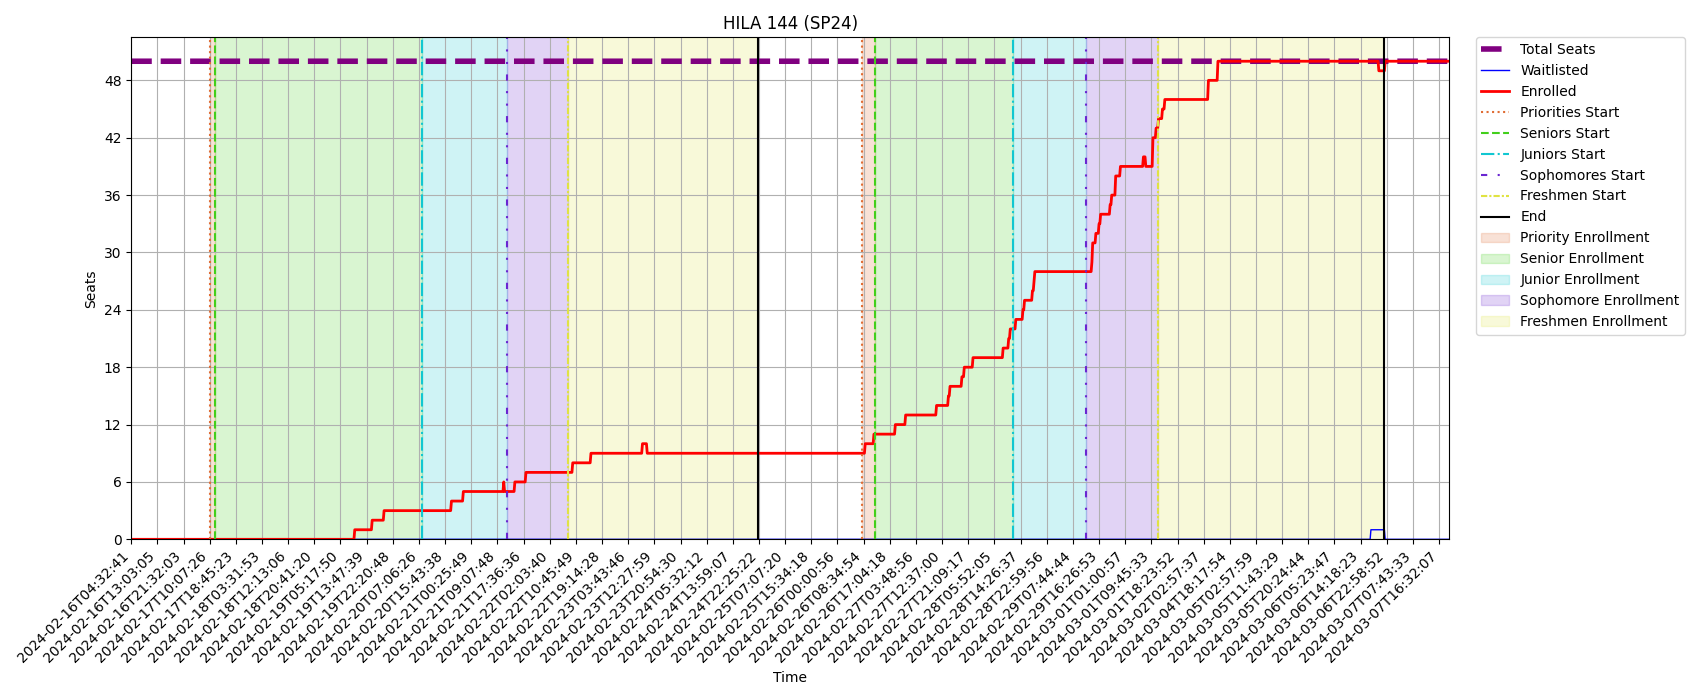 HILA 144 (SP24)
Seats
48
42
36
30
24
18
12
6
0
2024-02-16T04:32:41
2024-02-16T13:03:05
2024-02-16T21:32:03
2024-02-17T10:07:26
2024-02-17T18:45:23
2024-02-18T03:31:53
2024-02-18T12:13:06
2024-02-18T20:41:20
2024-02-19T05:17:50
2024-02-19T13:47:39
2024-02-19T22:20:48
2024-02-20T07:06:26
2024-02-20T15:43:38
2024-02-21T00:25:49
2024-02-21T09:07:48
2024-02-21T17:36:36
2024-02-22T02:03:40
2024-02-22T10:45:49
2024-02-22T19:14:28
2024-02-23T03:43:46
2024-02-23T12:27:59
2024-02-23T20:54:30
2024-02-24T05:32:12
2024-02-24T13:59:07
2024-02-24T22:25:22
2024-02-25T07:07:20
2024-02-25T15:34:18
2024-02-26T00:00:56
2024-02-26T08:34:54
2024-02-26T17:04:18
2024-02-27T03:48:56
2024-02-27T12:37:00
2024-02-27T21:09:17
2024-02-28T05:52:05
2024-02-28T14:26:37
2024-02-28T22:59:56
2024-02-29T07:44:44
2024-02-29T16:26:53
2024-03-01T01:00:57
2024-03-01T09:45:33
2024-03-01T18:23:52
2024-03-02T02:57:37
2024-03-04T18:17:54
2024-03-05T02:57:59
2024-03-05T11:43:29
2024-03-05T20:24:44
2024-03-06T05:23:47
2024-03-06T14:18:23
2024-03-06T22:58:52
2024-03-07T07:43:33
2024-03-07T16:32:07
Time
Total Seats
Waitlisted
Enrolled
Priorities Start
Seniors Start
Juniors Start
Sophomores Start
Freshmen Start
End
Priority Enrollment
Senior Enrollment
Junior Enrollment
Sophomore Enrollment
Freshmen Enrollment